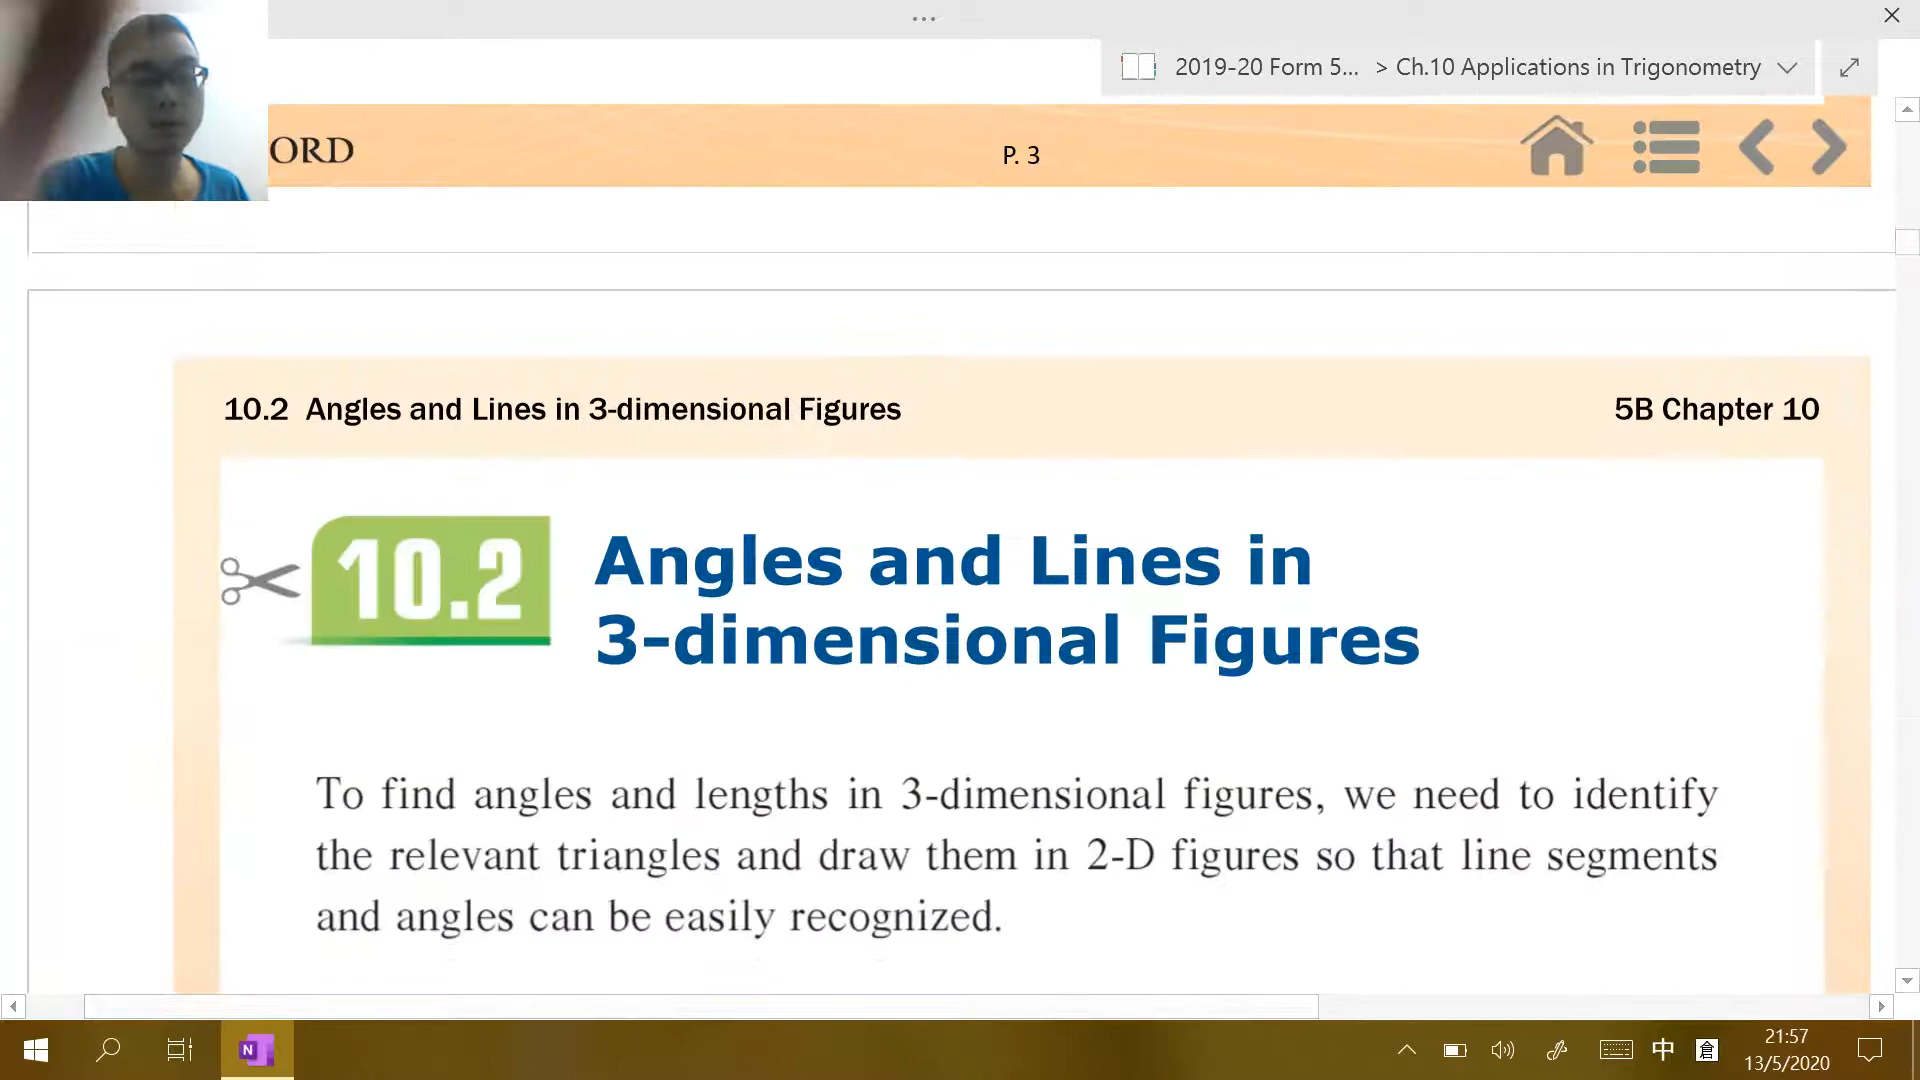 2019-20 Form 5... > Ch.10 Applications in Trigonometry
ORD
P. 3
10.2 Angles and Lines in 3-dimensional Figures
5B Chapter 10
10.2
Angles and Lines in
3-dimensional Figures
To find angles and lengths in 3-dimensional figures, we need to identify
the relevant triangles and draw them in 2-D figures so that line segments
and angles can be easily recognized.
N
中
倉
21:57
13/5/2020